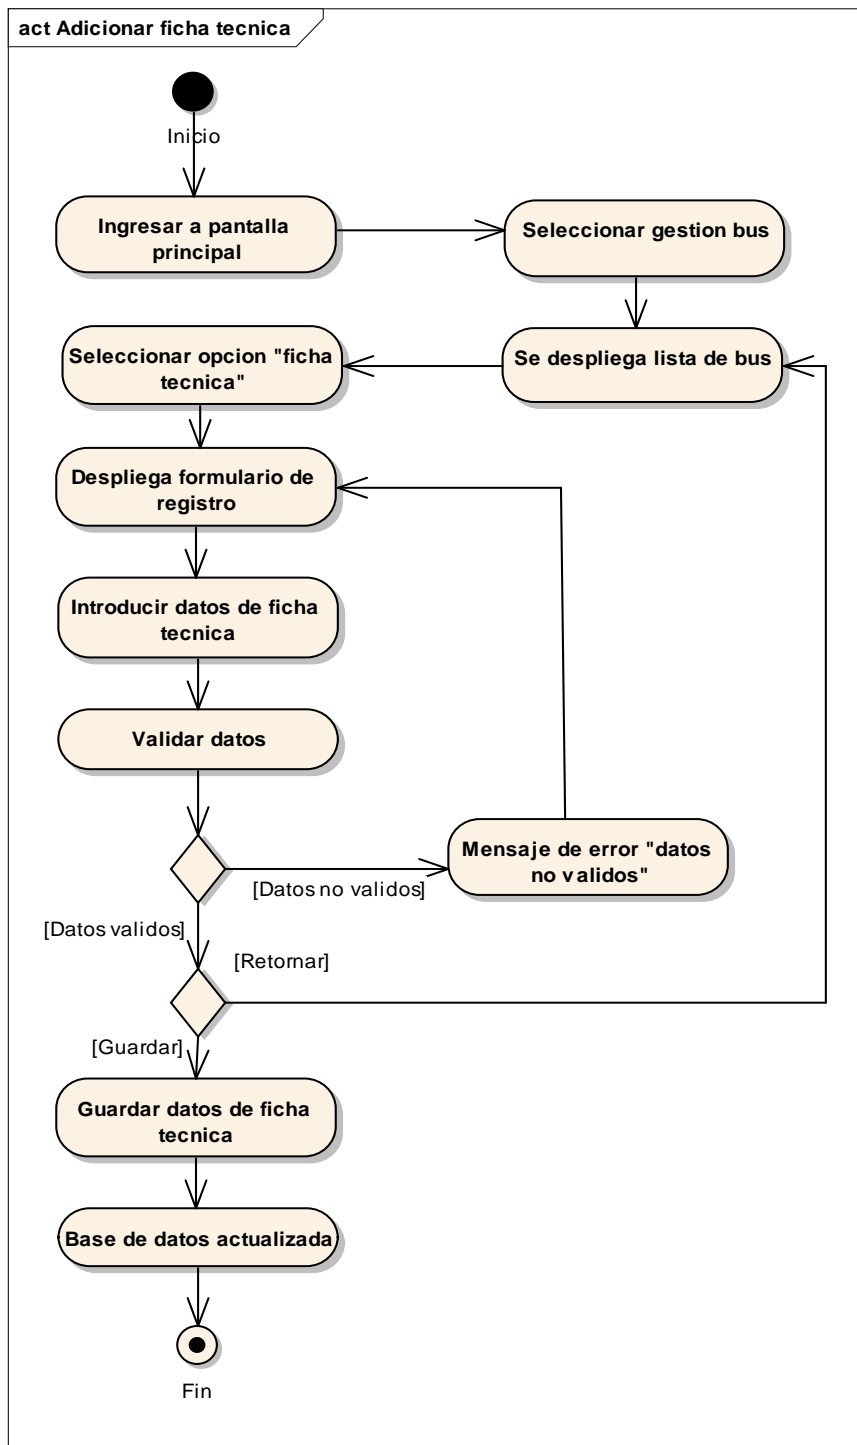 act Adicionar ficha tecnica
Inicio
Ingresar a pantalla
principal
Seleccionar gestion bus
Seleccionar opcion "ficha
tecnica"
Se despliega lista de bus
Despliega formulario de
registro
Introducir datos de ficha
tecnica
Validar datos
Mensaje de error "datos
no validos"
[Datos no validos]
[Datos validos]
[Retornar]
[Guardar]
Guardar datos de ficha
tecnica
Base de datos actualizada
Fin